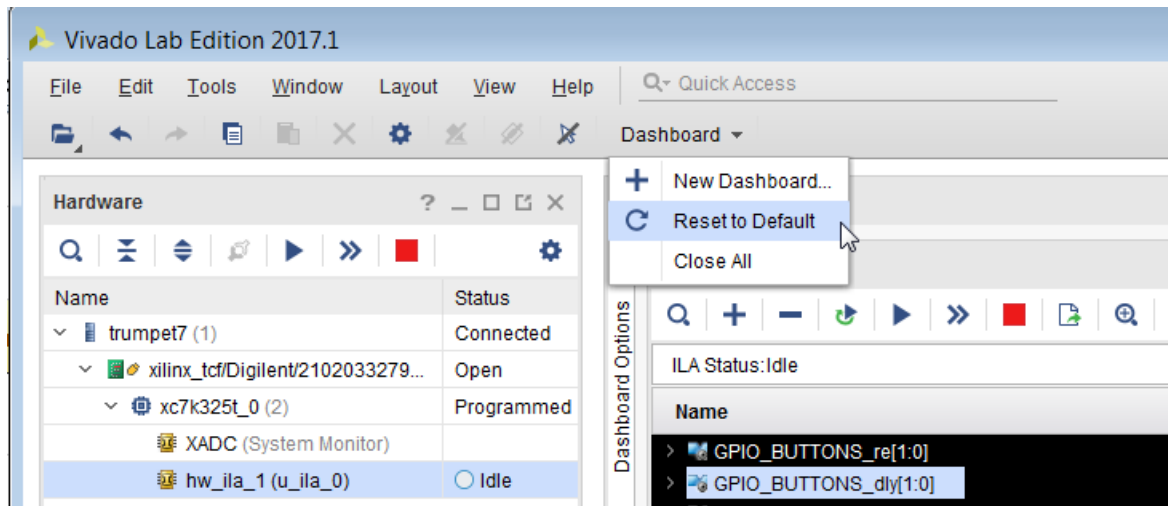 Vivado Lab Edition 2017.1
File Edit Tools Window Layout View Help Quick Access
Dashboard
New Dashboard...
Reset to Default
Close All
Hardware
Name Status
trumpet7 (1) Connected
xilinx_tcf/Digilent/2102033279... Open
xc7k325t_0 (2) Programmed
XADC (System Monitor)
hw_ila_1 (u_ila_0) Idle
Dashboard Options
ILA Status:Idle
Name
GPIO_BUTTONS_re[1:0]
GPIO_BUTTONS_dly[1:0]